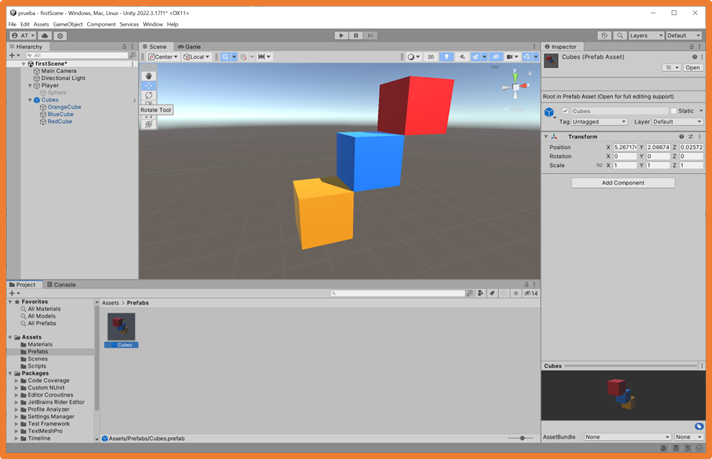 prueba - firstScene - Windows, Mac, Linux - Unity 2022.3.17f1* <DX11>
File Edit Assets GameObject Component Services Window Help
AT Layers Default
Hierarchy
All
firstScene*
Main Camera
Directional Light
Player
Sphere
Cubes
OrangeCube
BlueCube
RedCube
Scene Game
Center Local 2D
Rotate Tool
Inspector
Cubes (Prefab Asset)
Open
Root in Prefab Asset (Open for full editing support)
Cubes Static
Tag Untagged Layer Default
Transform
Position X 5.267176 Y 2.06674 Z 0.02572
Rotation X 0 Y 0 Z 0
Scale X 1 Y 1 Z 1
Add Component
Project Console
14
Favorites
All Materials
All Models
All Prefabs
Assets
Materials
Prefabs
Scenes
Scripts
Packages
Code Coverage
Custom NUnit
Editor Coroutines
JetBrains Rider Editor
Profile Analyzer
Settings Manager
Test Framework
TextMeshPro
Timeline
Assets > Prefabs
Cubes
Assets/Prefabs/Cubes.prefab
Cubes
AssetBundle None None